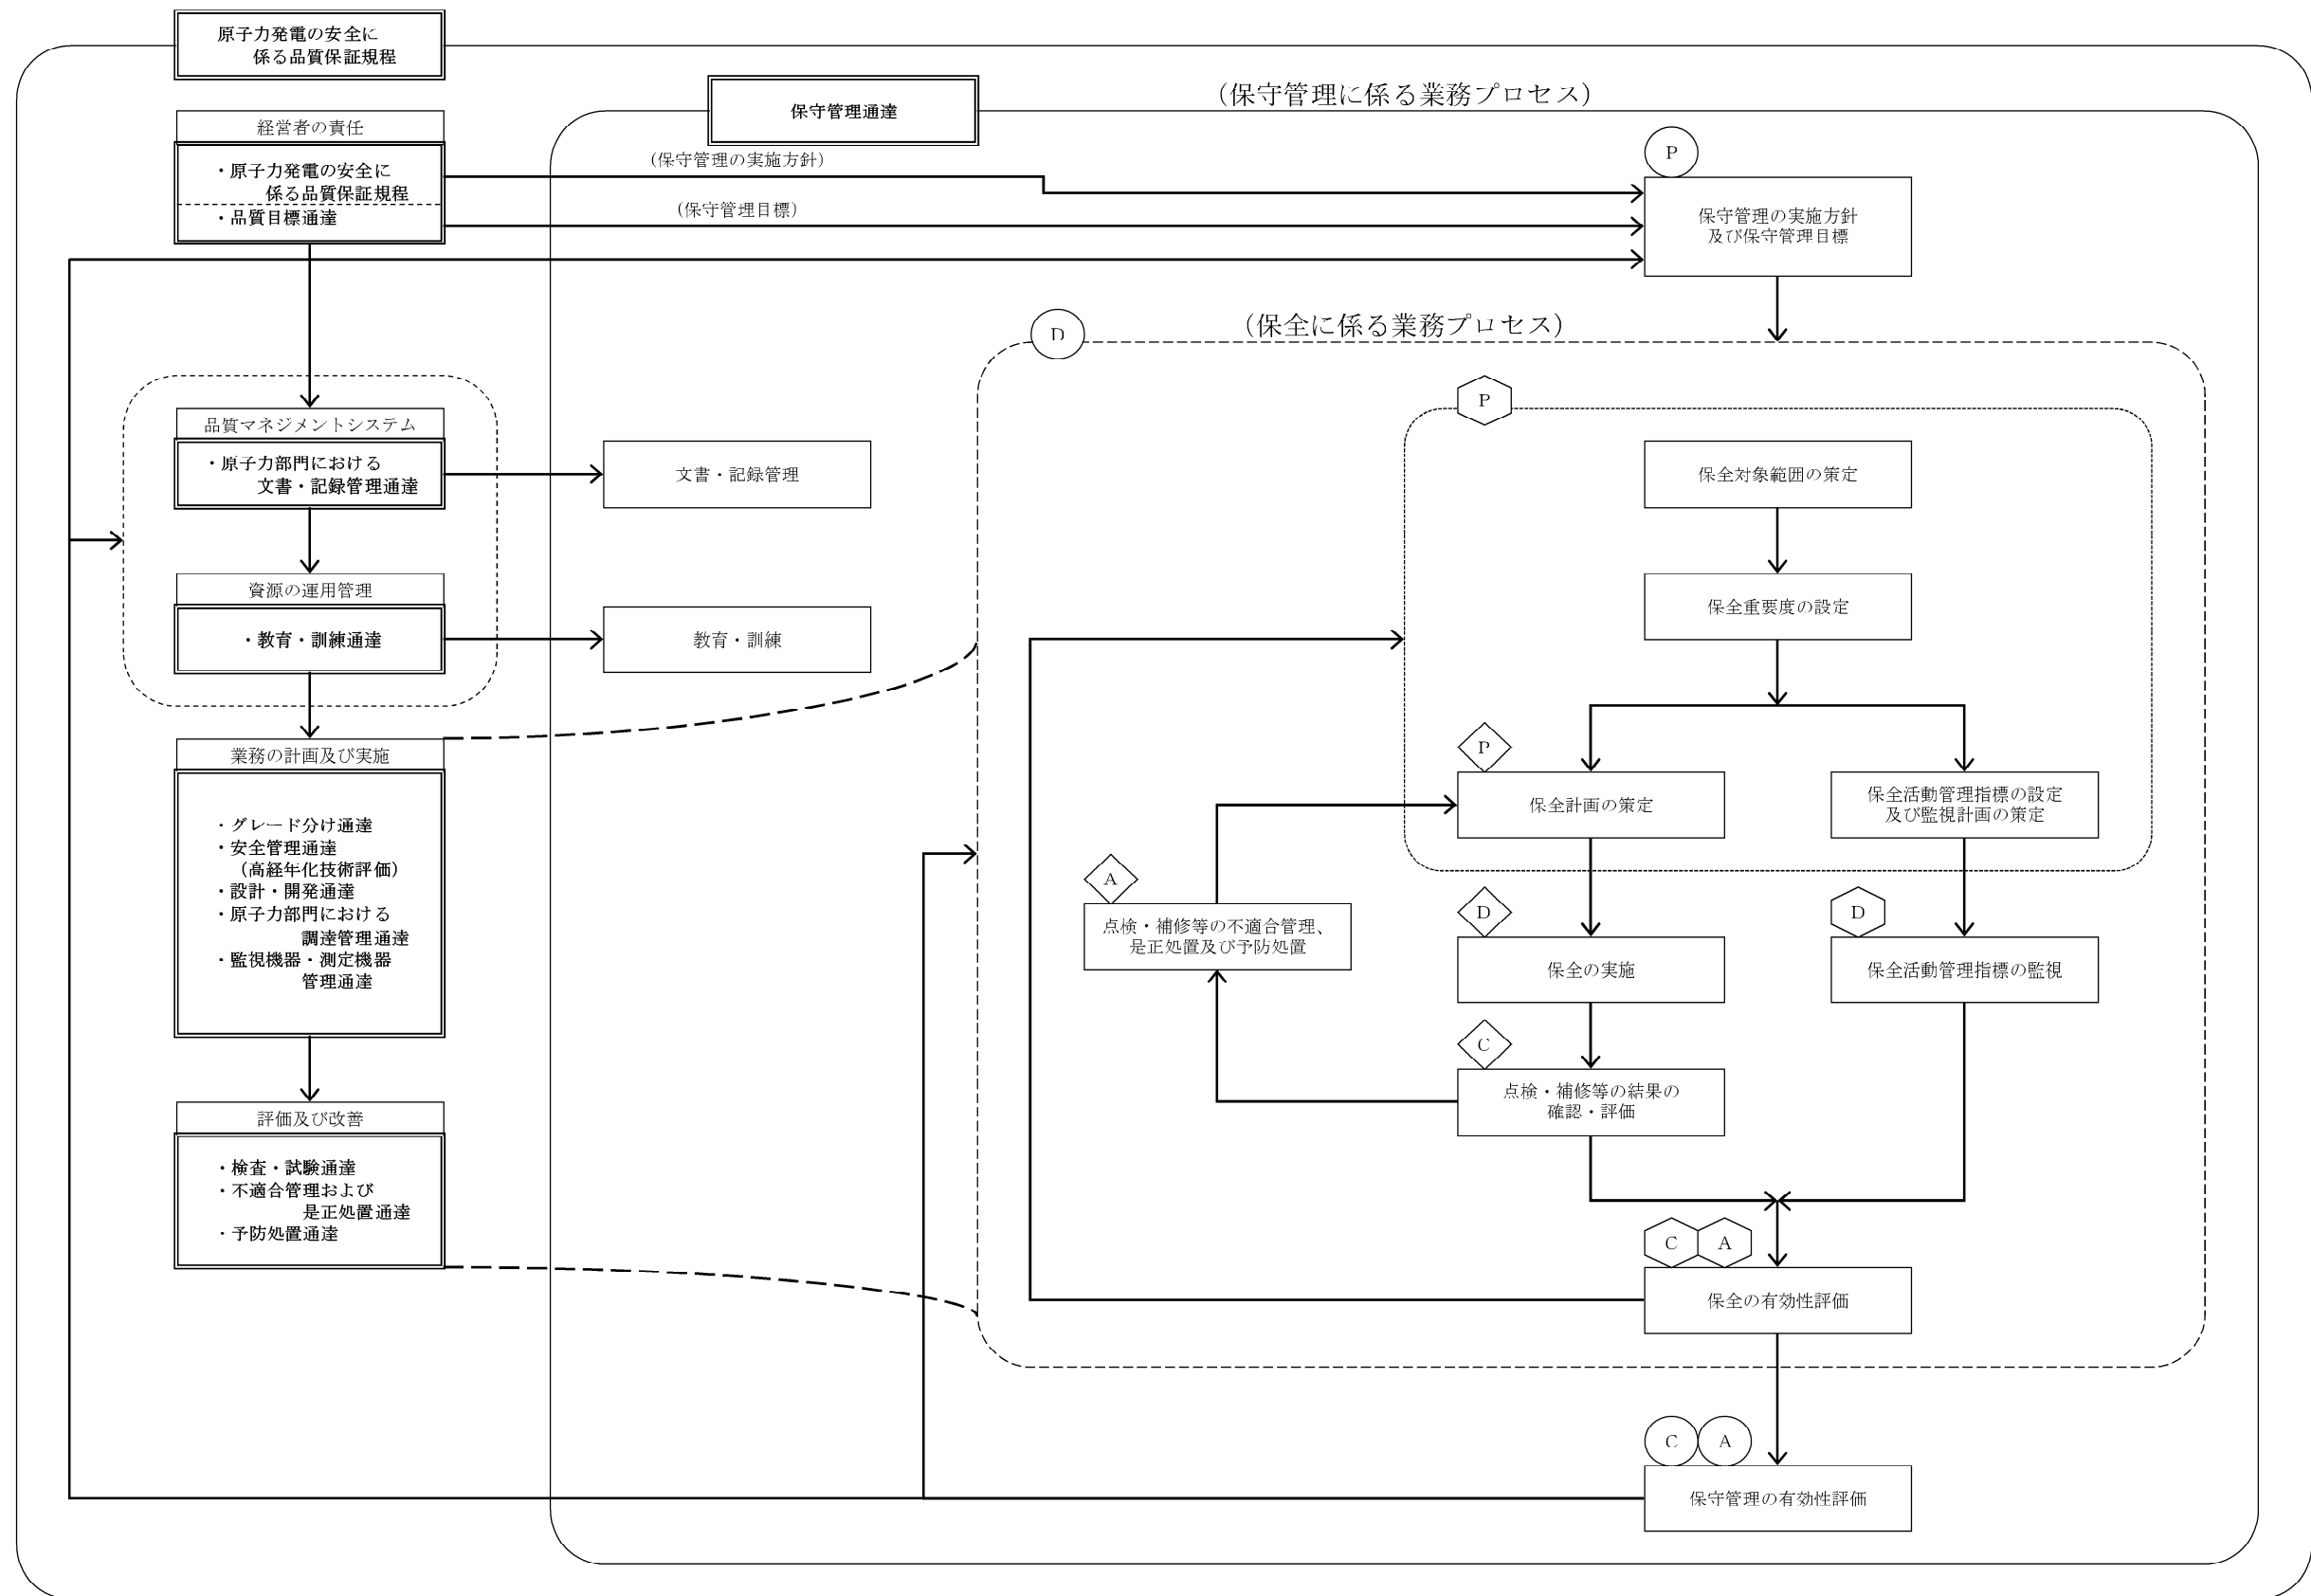 原子力発電の安全に
係る品質保証規程
保守管理通達
（保守管理に係る業務プロセス）
経営者の責任
・原子力発電の安全に
係る品質保証規程
・品質目標通達
（保守管理の実施方針）
（保守管理目標）
P
保守管理の実施方針
及び保守管理目標
D
（保全に係る業務プロセス）
品質マネジメントシステム
・原子力部門における
文書・記録管理通達
文書・記録管理
資源の運用管理
・教育・訓練通達
教育・訓練
業務の計画及び実施
・グレード分け通達
・安全管理通達
（高経年化技術評価）
・設計・開発通達
・原子力部門における
調達管理通達
・監視機器・測定機器
管理通達
評価及び改善
・検査・試験通達
・不適合管理および
是正処置通達
・予防処置通達
P
保全対象範囲の策定
保全重要度の設定
P
保全計画の策定
保全活動管理指標の設定
及び監視計画の策定
A
点検・補修等の不適合管理、
是正処置及び予防処置
D
保全の実施
D
保全活動管理指標の監視
C
点検・補修等の結果の
確認・評価
C
A
保全の有効性評価
C
A
保守管理の有効性評価